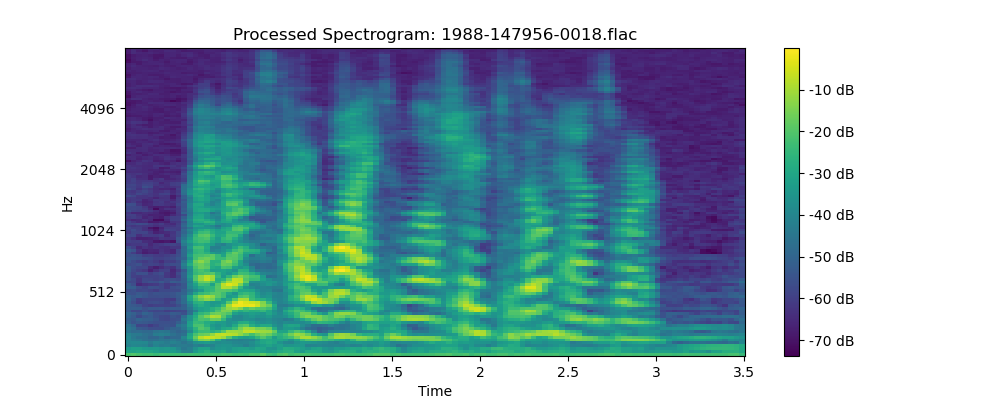 Processed Spectrogram: 1988-147956-0018.flac
Hz
4096
2048
1024
512
0
0
0.5
1
1.5
2
2.5
3
3.5
Time
-10 dB
-20 dB
-30 dB
-40 dB
-50 dB
-60 dB
-70 dB